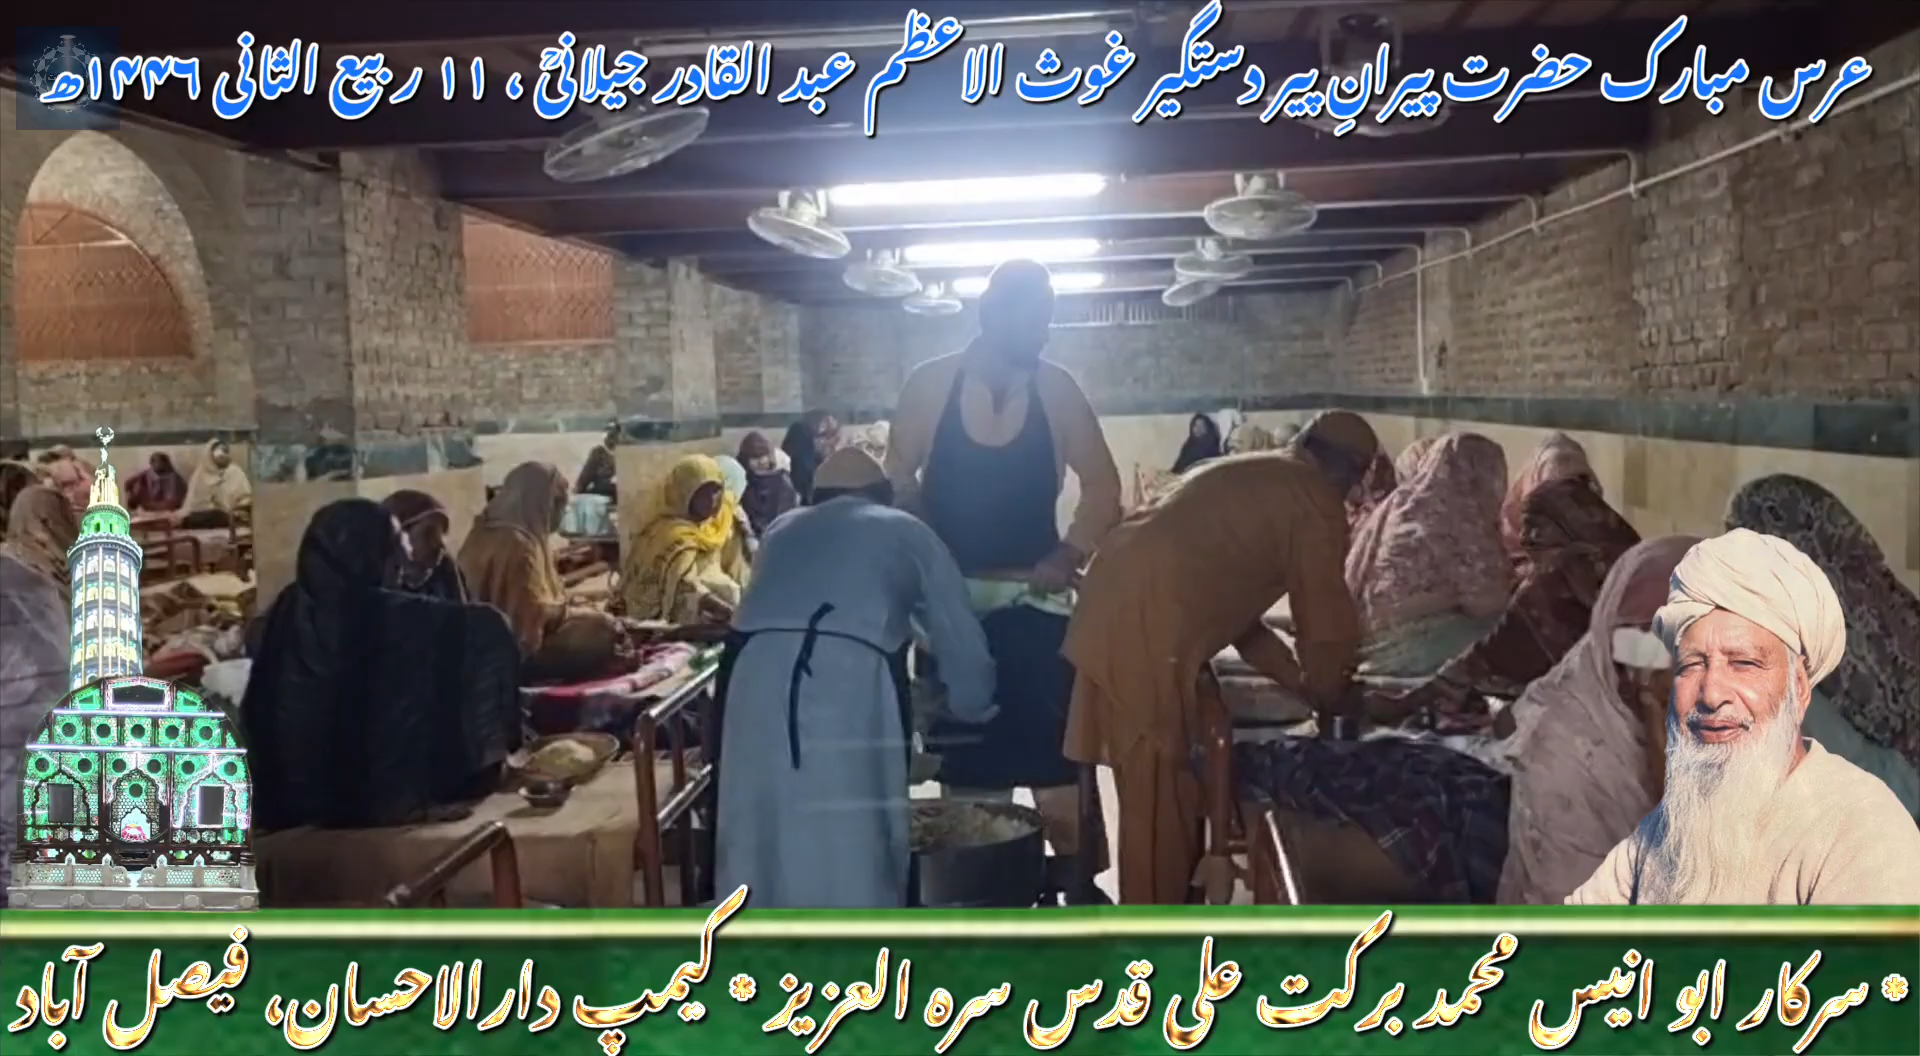 عرس مبارک حضرت پیرانِ پیر دستگیر غوث الاعظم عبد القادر جیلانیؒ ، ۱۱ ربیع الثانی ۱۴۴۶ھ
* سرکار ابو انیس محمد برکت علی قدس سرہ العزیز * کیمپ دارالاحسان، فیصل آباد